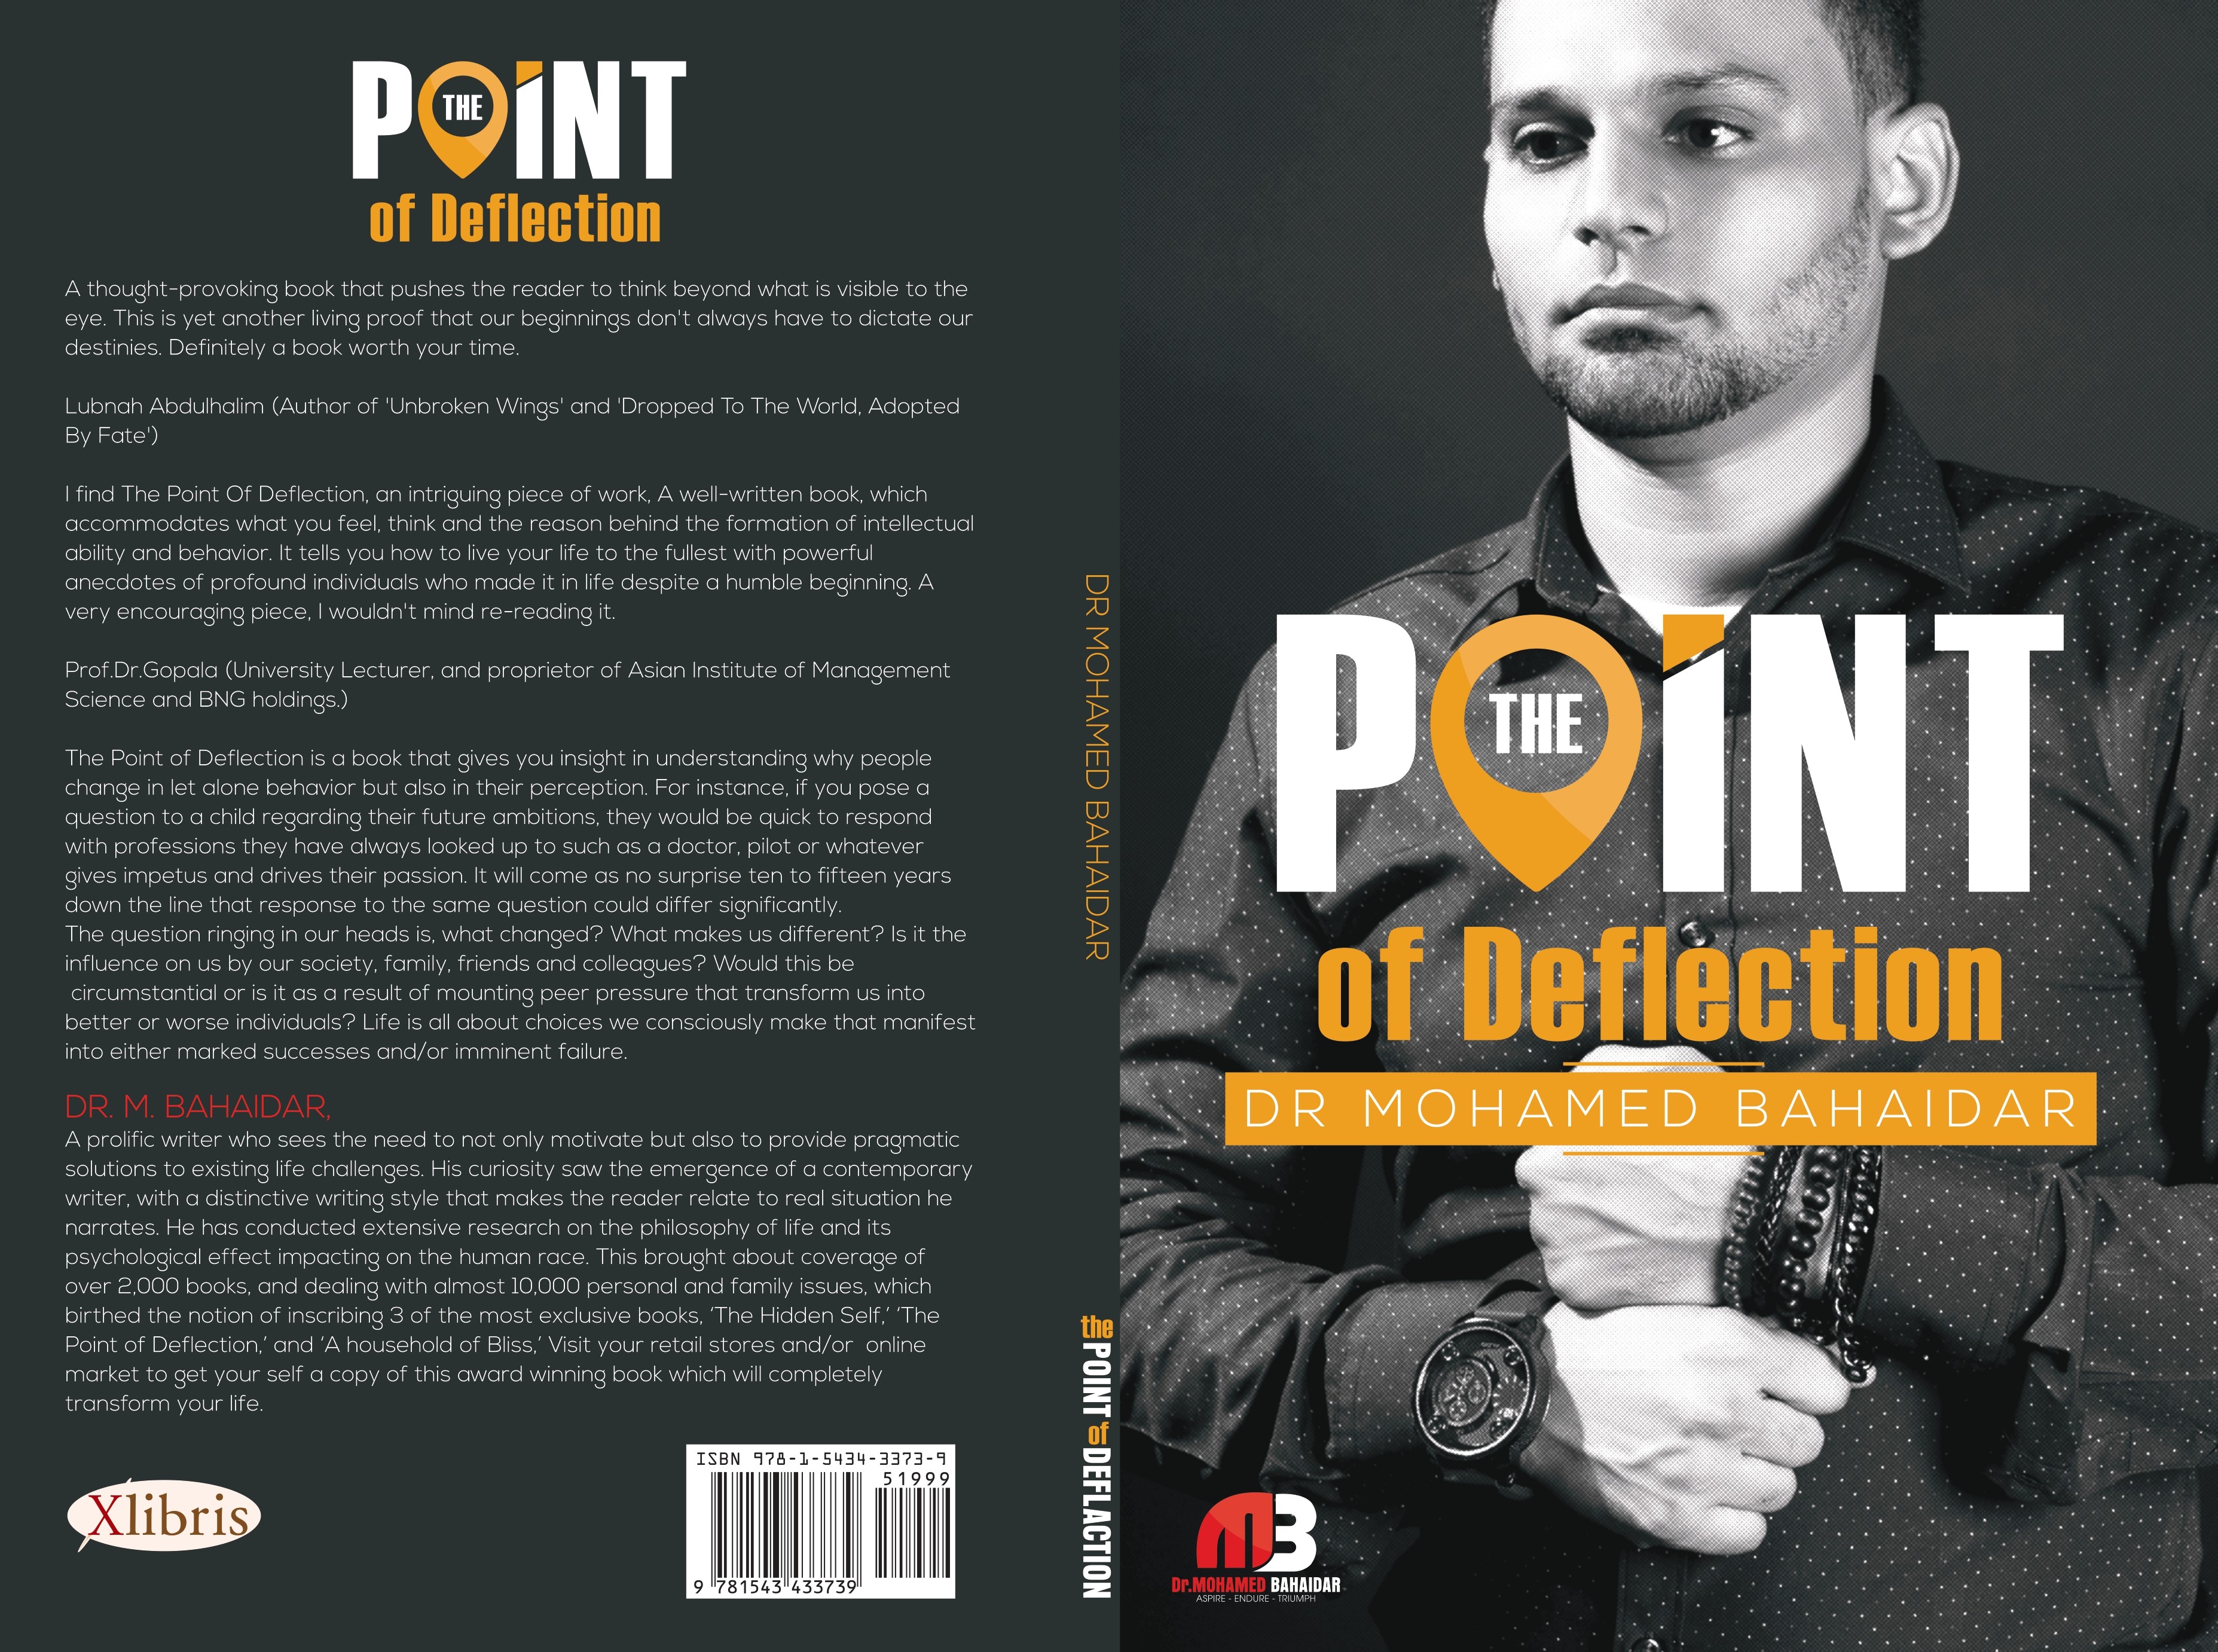 THE POINT
of Deflection
A thought-provoking book that pushes the reader to think beyond what is visible to the
eye. This is yet another living proof that our beginnings don't always have to dictate our
destinies. Definitely a book worth your time.
Lubnah Abdulhalim (Author of 'Unbroken Wings' and 'Dropped To The World, Adopted
By Fate')
I find The Point Of Deflection, an intriguing piece of work, A well-written book, which
accommodates what you feel, think and the reason behind the formation of intellectual
ability and behavior. It tells you how to live your life to the fullest with powerful
anecdotes of profound individuals who made it in life despite a humble beginning. A
very encouraging piece, I wouldn't mind re-reading it.
Prof.Dr.Gopala (University Lecturer, and proprietor of Asian Institute of Management
Science and BNG holdings.)
The Point of Deflection is a book that gives you insight in understanding why people
change in let alone behavior but also in their perception. For instance, if you pose a
question to a child regarding their future ambitions, they would be quick to respond
with professions they have always looked up to such as a doctor, pilot or whatever
gives impetus and drives their passion. It will come as no surprise ten to fifteen years
down the line that response to the same question could differ significantly.
The question ringing in our heads is, what changed? What makes us different? Is it the
influence on us by our society, family, friends and colleagues? Would this be
circumstantial or is it as a result of mounting peer pressure that transform us into
better or worse individuals? Life is all about choices we consciously make that manifest
into either marked successes and/or imminent failure.
DR. M. BAHAIDAR,
A prolific writer who sees the need to not only motivate but also to provide pragmatic
solutions to existing life challenges. His curiosity saw the emergence of a contemporary
writer, with a distinctive writing style that makes the reader relate to real situation he
narrates. He has conducted extensive research on the philosophy of life and its
psychological effect impacting on the human race. This brought about coverage of
over 2,000 books, and dealing with almost 10,000 personal and family issues, which
birthed the notion of inscribing 3 of the most exclusive books, ‘The Hidden Self,’ ‘The
Point of Deflection,’ and ‘A household of Bliss,’ Visit your retail stores and/or online
market to get your self a copy of this award winning book which will completely
transform your life.
Xlibris
ISBN 978-1-5434-3373-9
51999
9 781543 433739
DR MOHAMED BAHAIDAR
the POINT of DEFLACTION
THE POINT
of Deflection
DR MOHAMED BAHAIDAR
MB
Dr.MOHAMED BAHAIDAR
ASPIRE - ENDURE - TRIUMPH